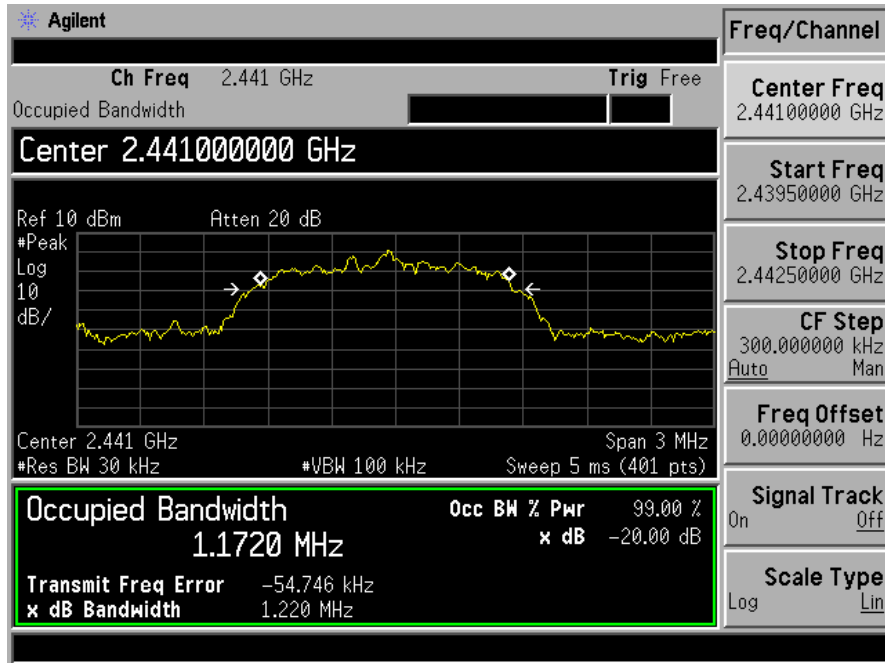 Agilent
Freq/Channel
Ch Freq 2.441 GHz Trig Free
Occupied Bandwidth
Center 2.441000000 GHz
Ref 10 dBm Atten 20 dB
#Peak
Log
10
dB/
Center 2.441 GHz Span 3 MHz
#Res BW 30 kHz #VBW 100 kHz Sweep 5 ms (401 pts)
Occupied Bandwidth Occ BW % Pwr 99.00 %
1.1720 MHz x dB -20.00 dB
Transmit Freq Error -54.746 kHz
x dB Bandwidth 1.220 MHz
Center Freq
2.44100000 GHz
Start Freq
2.43950000 GHz
Stop Freq
2.44250000 GHz
CF Step
300.000000 kHz
Auto Man
Freq Offset
0.00000000 Hz
Signal Track
On Off
Scale Type
Log Lin